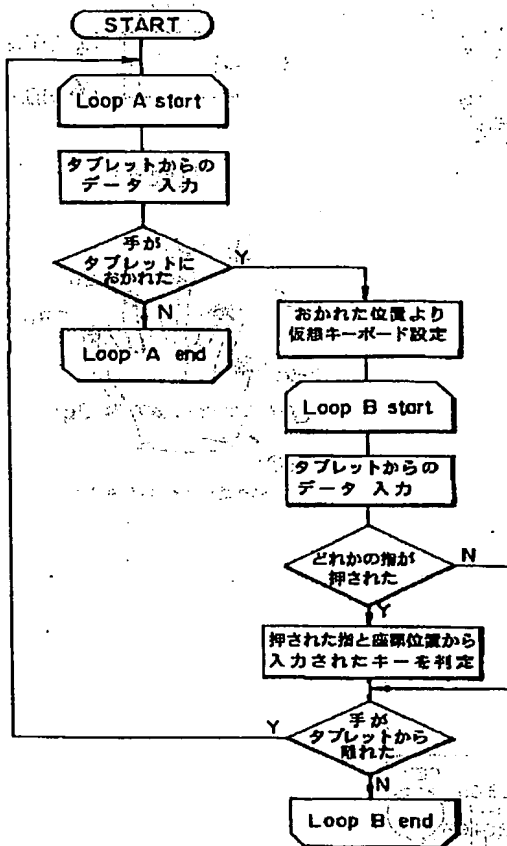 START
Loop A start
タブレットからの
データ 入力
手が
タブレットに
おかれた
Y
N
Loop A end
おかれた位置より
仮想キーボード設定
Loop B start
タブレットからの
データ 入力
どれかの指が
押された
N
Y
押された指と座標位置から
入力されたキーを判定
手が
タブレットから
離れた
Y
N
Loop B end